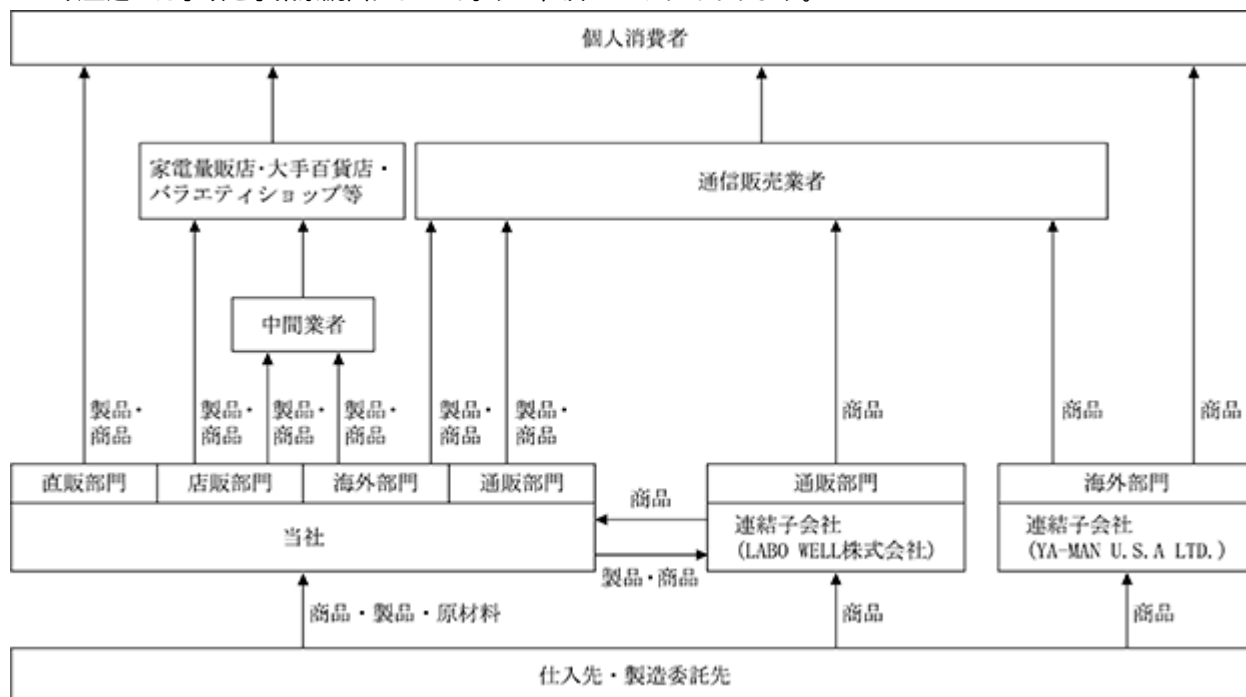 個人消費者
家電量販店・大手百貨店・
バラエティショップ等
通信販売業者
中間業者
製品・
商品
製品・
商品
製品・
商品
製品・
商品
製品・
商品
製品・
商品
商品
商品
商品
直販部門
店販部門
海外部門
通販部門
当社
商品
製品・商品
通販部門
連結子会社
(LABO WELL株式会社)
海外部門
連結子会社
(YA-MAN U.S.A LTD.)
商品・製品・原材料
商品
商品
仕入先・製造委託先